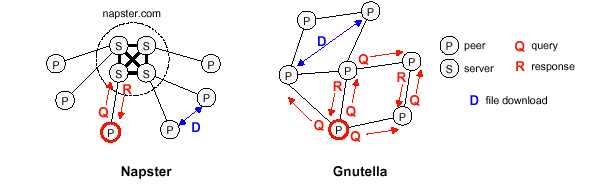 napster.com
S S
S S
P
P
P
P
P
P
R
Q
D
Napster
P
P
D
P
P
P
P
P
Q
R
R
Q
Q
Q
Q
Q
Gnutella
P peer
S server
Q query
R response
D file download